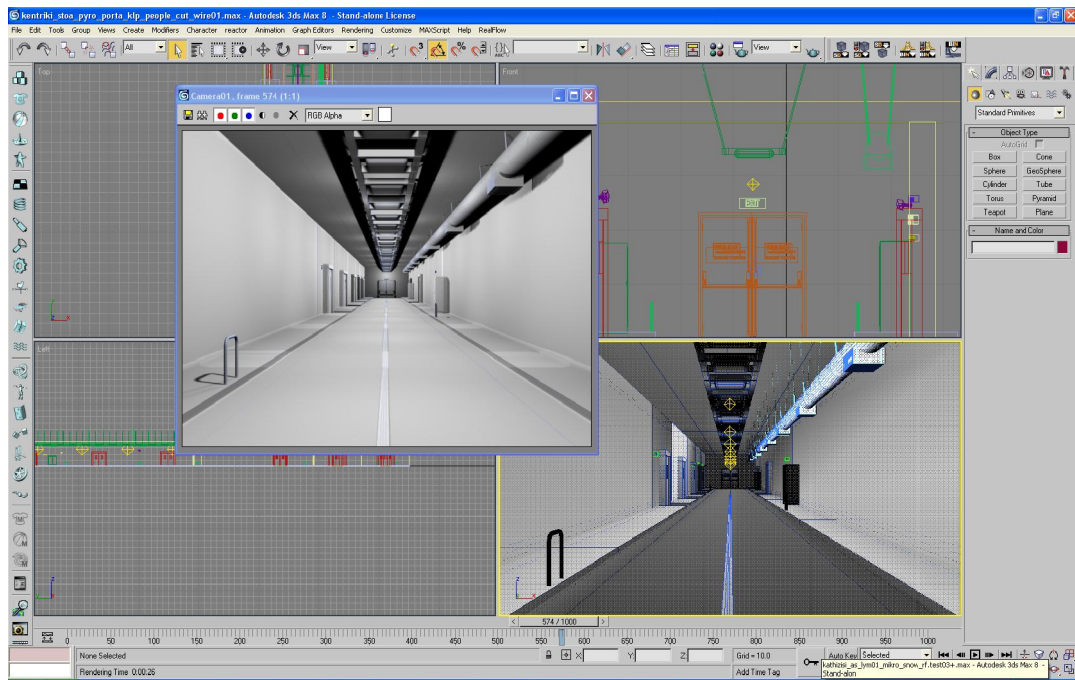 kentriki_stoa_pyro_porta_klp_people_cut_wire01.max - Autodesk 3ds Max 8 - Stand-alone License
File Edit Tools Group Views Create Modifiers Character reactor Animation Graph Editors Rendering Customize MAXScript Help RealFlow
All
View
View
Top
Front
Camera01, frame 574 (1:1)
RGB Alpha
Standard Primitives
Object Type
AutoGrid
Box Cone
Sphere GeoSphere
Cylinder Tube
Torus Pyramid
Teapot Plane
Name and Color
EXIT
Left
574 / 1000
0 50 100 150 200 250 300 350 400 450 500 550 600 650 700 750 800 850 900 950 1000
None Selected X: Y: Z: Grid = 10.0 Auto Key Selected
Rendering Time 0:00:26 Add Time Tag
kathizisi_as_lym01_mikro_snow_rf.test03+.max - Autodesk 3ds Max 8 -
Stand-alon